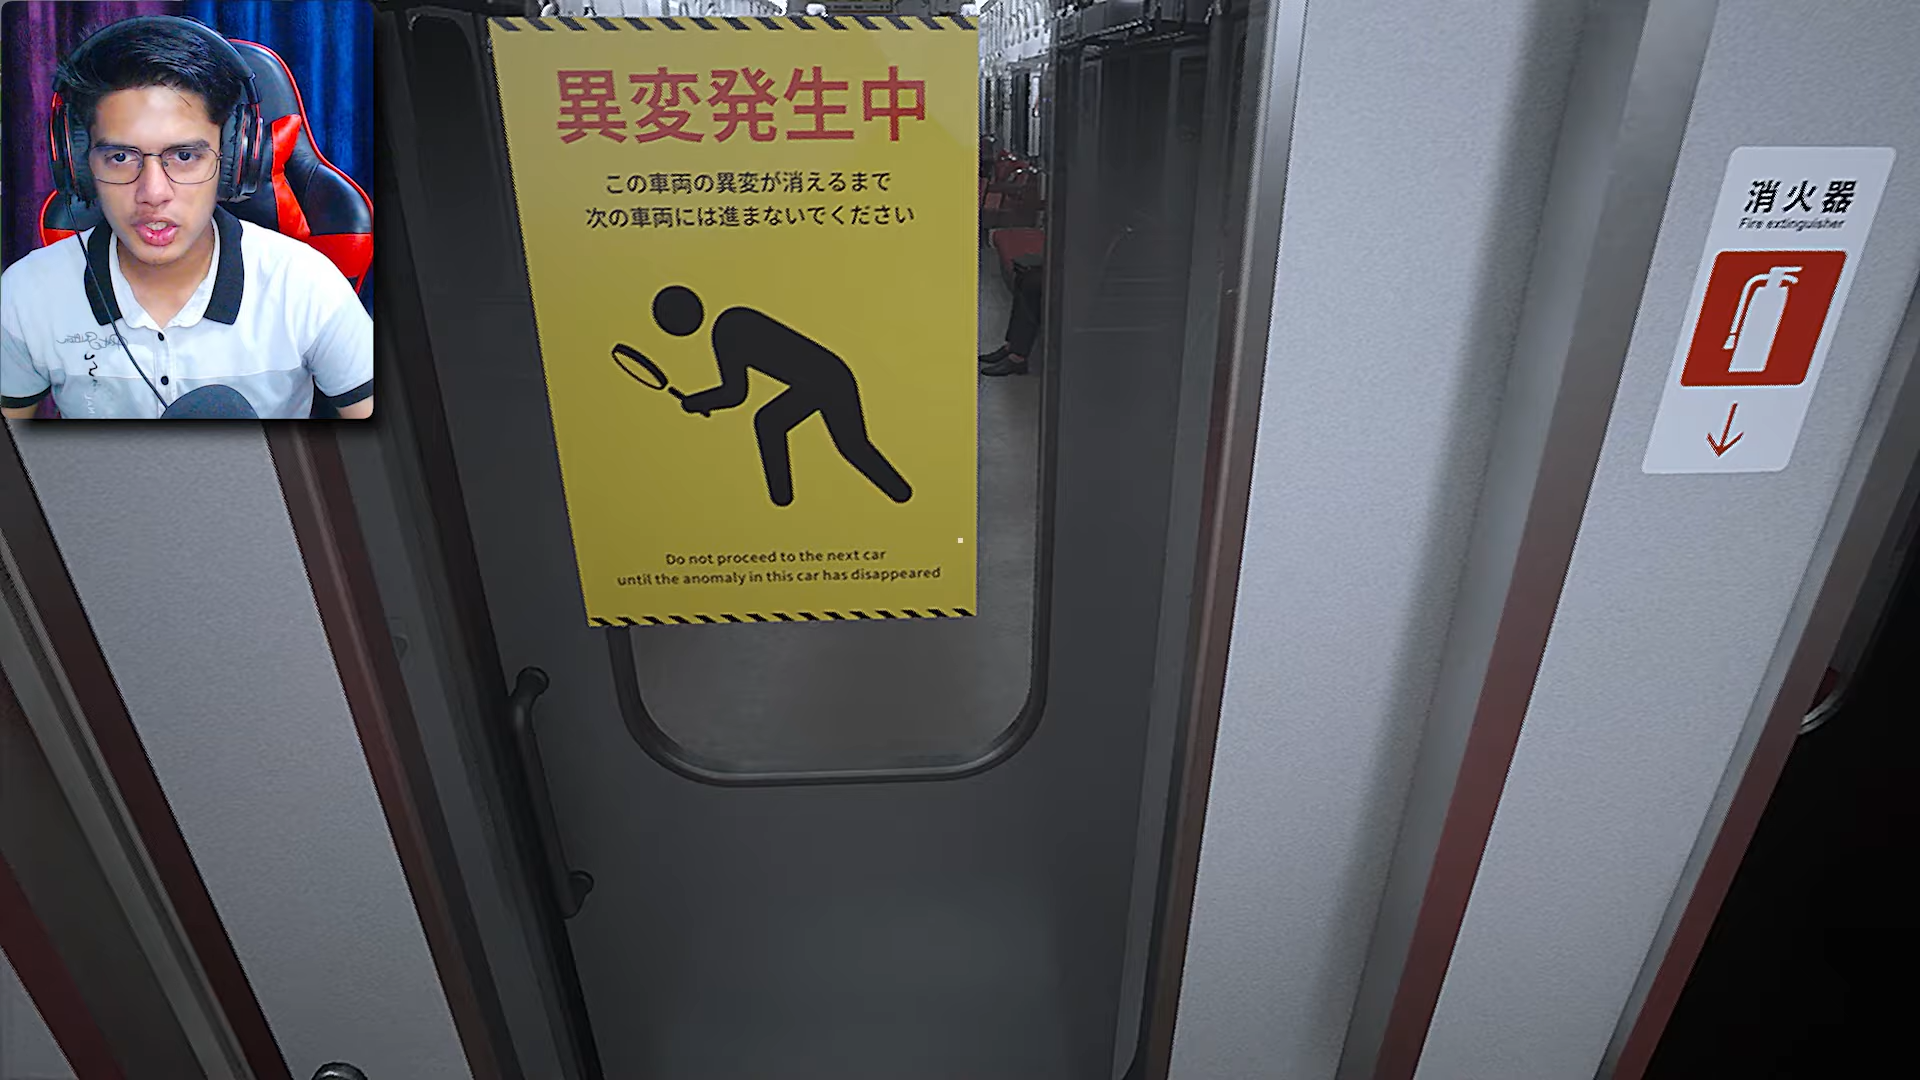 異変発生中
この車両の異変が消えるまで
次の車両には進まないでください
Do not proceed to the next car
until the anomaly in this car has disappeared
消火器
Fire extinguisher